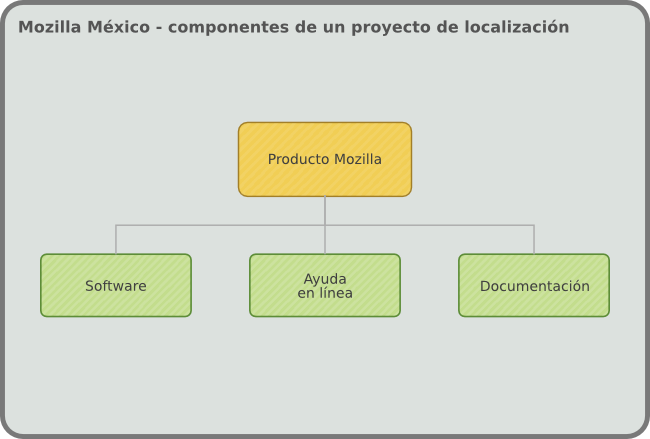 Mozilla México - componentes de un proyecto de localización
Producto Mozilla
Software
Ayuda
en línea
Documentación